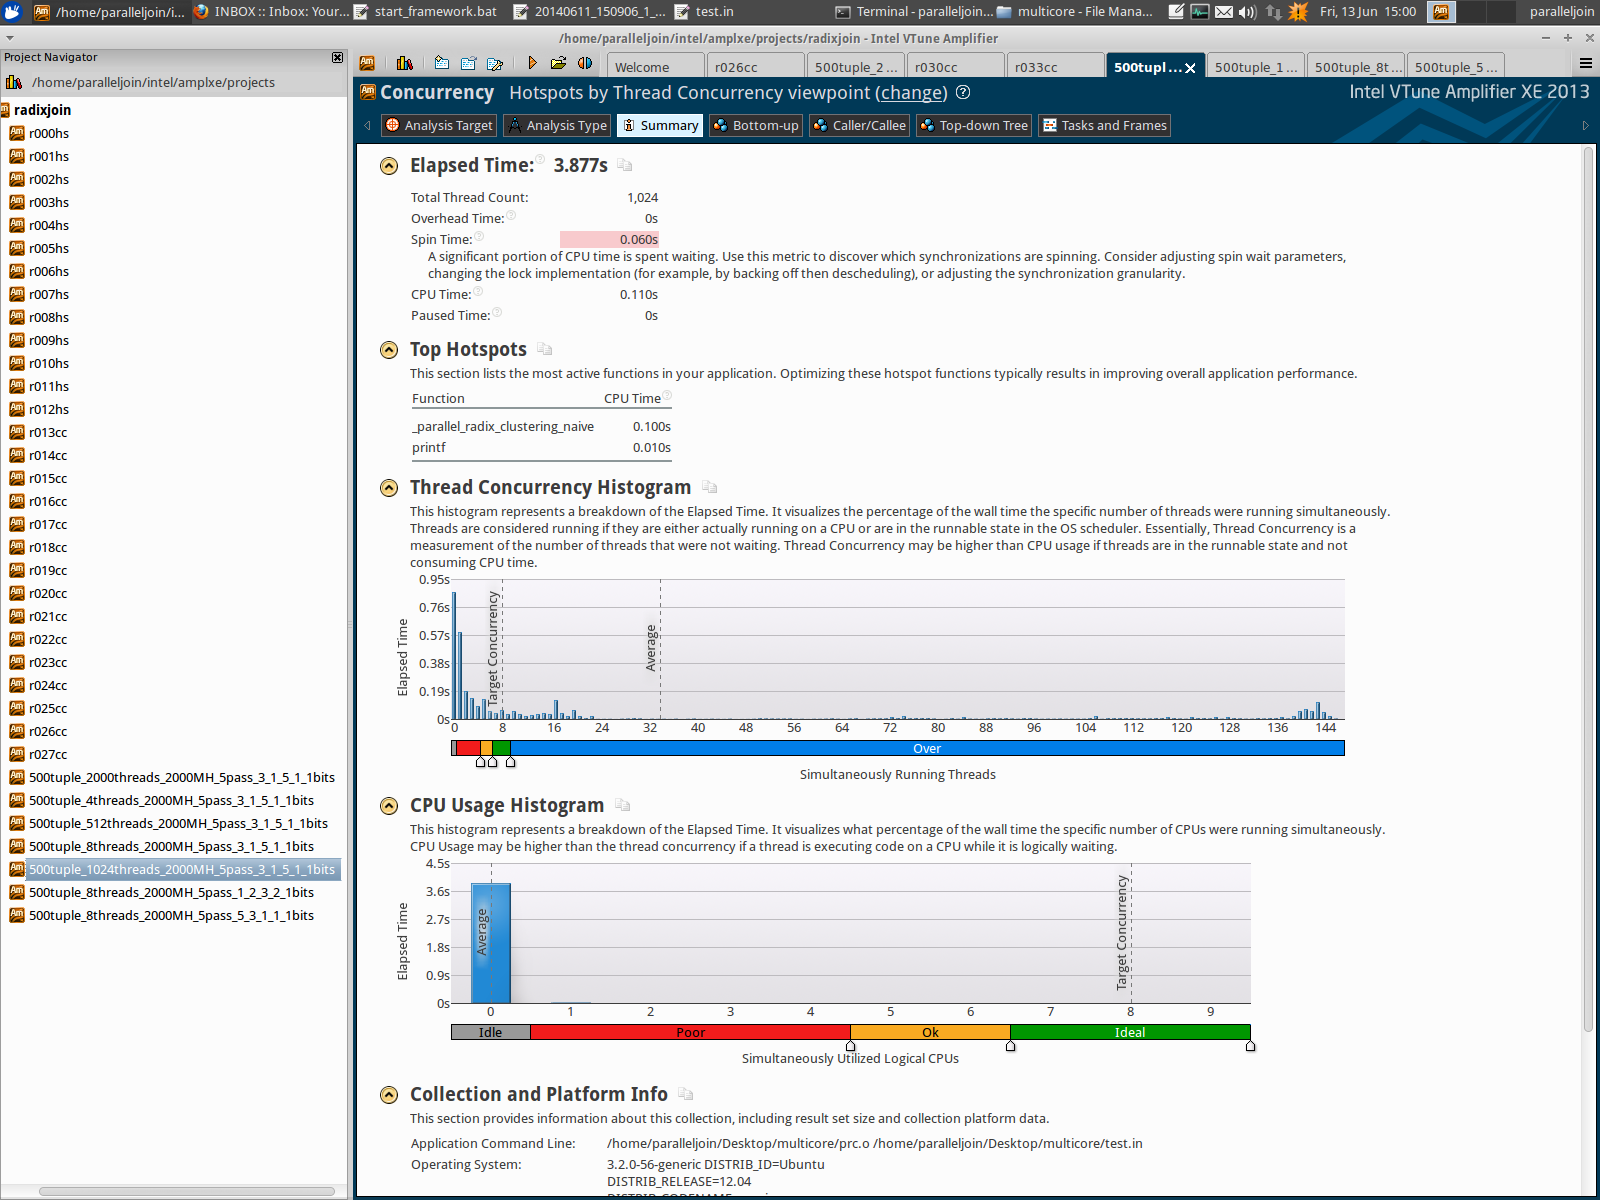 /home/paralleljoin/i...
INBOX :: Inbox: Your...
start_framework.bat
20140611_150906_1_...
test.in
Terminal - paralleljoin...
multicore - File Mana...
Fri, 13 Jun 15:00
paralleljoin
/home/paralleljoin/intel/amplxe/projects/radixjoin - Intel VTune Amplifier
Project Navigator
/home/paralleljoin/intel/amplxe/projects
radixjoin
r000hs
r001hs
r002hs
r003hs
r004hs
r005hs
r006hs
r007hs
r008hs
r009hs
r010hs
r011hs
r012hs
r013cc
r014cc
r015cc
r016cc
r017cc
r018cc
r019cc
r020cc
r021cc
r022cc
r023cc
r024cc
r025cc
r026cc
r027cc
500tuple_2000threads_2000MH_5pass_3_1_5_1_1bits
500tuple_4threads_2000MH_5pass_3_1_5_1_1bits
500tuple_512threads_2000MH_5pass_3_1_5_1_1bits
500tuple_8threads_2000MH_5pass_3_1_5_1_1bits
500tuple_1024threads_2000MH_5pass_3_1_5_1_1bits
500tuple_8threads_2000MH_5pass_1_2_3_2_1bits
500tuple_8threads_2000MH_5pass_5_3_1_1_1bits
Welcome
r026cc
500tuple_2 ...
r030cc
r033cc
500tupl ...
500tuple_1 ...
500tuple_8t ...
500tuple_5 ...
Concurrency Hotspots by Thread Concurrency viewpoint (change)
Intel VTune Amplifier XE 2013
Analysis Target
Analysis Type
Summary
Bottom-up
Caller/Callee
Top-down Tree
Tasks and Frames
Elapsed Time: 3.877s
Total Thread Count: 1,024
Overhead Time: 0s
Spin Time: 0.060s
A significant portion of CPU time is spent waiting. Use this metric to discover which synchronizations are spinning. Consider adjusting spin wait parameters,
changing the lock implementation (for example, by backing off then descheduling), or adjusting the synchronization granularity.
CPU Time: 0.110s
Paused Time: 0s
Top Hotspots
This section lists the most active functions in your application. Optimizing these hotspot functions typically results in improving overall application performance.
Function CPU Time
_parallel_radix_clustering_naive 0.100s
printf 0.010s
Thread Concurrency Histogram
This histogram represents a breakdown of the Elapsed Time. It visualizes the percentage of the wall time the specific number of threads were running simultaneously.
Threads are considered running if they are either actually running on a CPU or are in the runnable state in the OS scheduler. Essentially, Thread Concurrency is a
measurement of the number of threads that were not waiting. Thread Concurrency may be higher than CPU usage if threads are in the runnable state and not
consuming CPU time.
Elapsed Time
0.95s
0.76s
0.57s
0.38s
0.19s
0s
Target Concurrency
Average
0 8 16 24 32 40 48 56 64 72 80 88 96 104 112 120 128 136 144
Over
Simultaneously Running Threads
CPU Usage Histogram
This histogram represents a breakdown of the Elapsed Time. It visualizes what percentage of the wall time the specific number of CPUs were running simultaneously.
CPU Usage may be higher than the thread concurrency if a thread is executing code on a CPU while it is logically waiting.
Elapsed Time
4.5s
3.6s
2.7s
1.8s
0.9s
0s
Average
Target Concurrency
0 1 2 3 4 5 6 7 8 9
Idle Poor Ok Ideal
Simultaneously Utilized Logical CPUs
Collection and Platform Info
This section provides information about this collection, including result set size and collection platform data.
Application Command Line: /home/paralleljoin/Desktop/multicore/prc.o /home/paralleljoin/Desktop/multicore/test.in
Operating System: 3.2.0-56-generic DISTRIB_ID=Ubuntu
DISTRIB_RELEASE=12.04